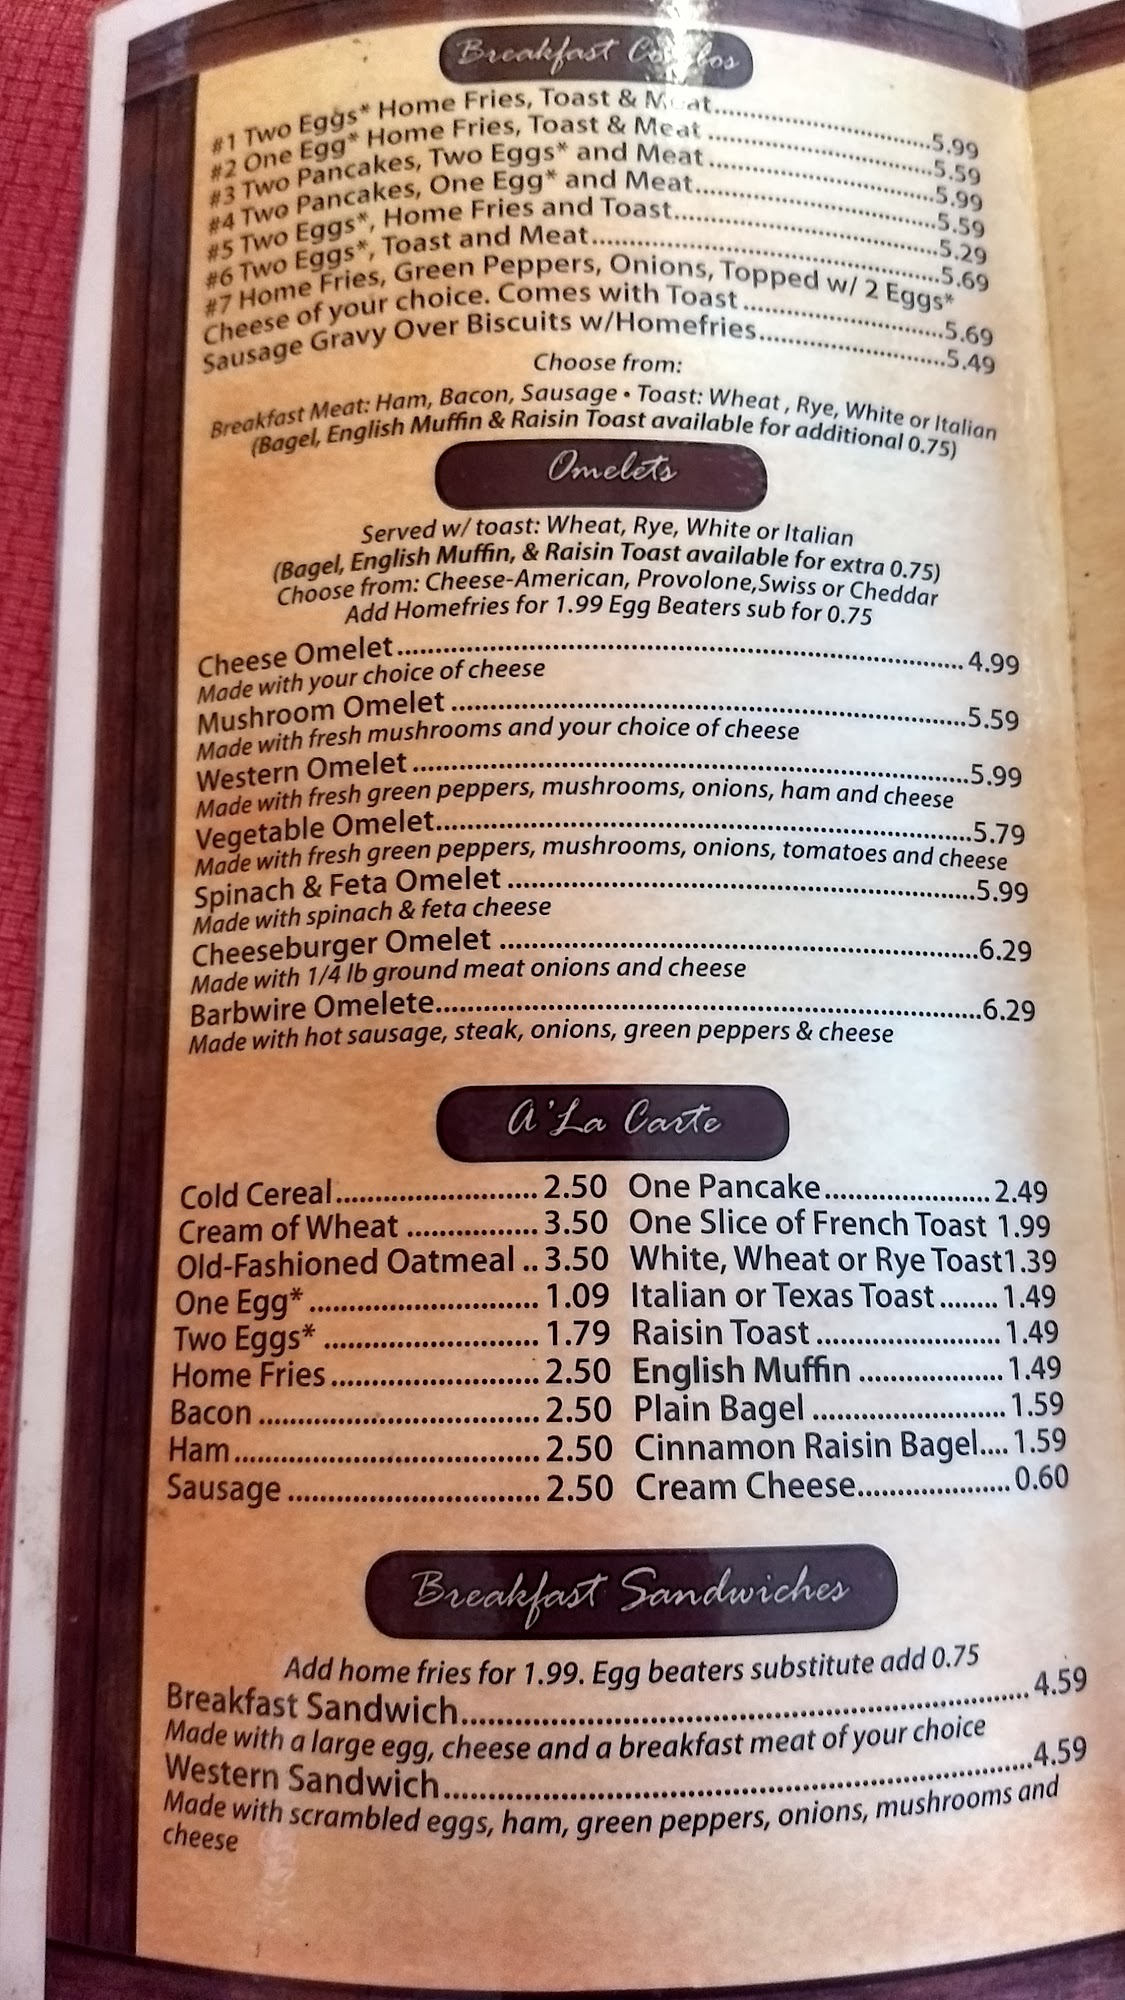 Breakfast Combos
#1 Two Eggs* Home Fries, Toast & Meat..........5.99
#2 One Egg* Home Fries, Toast & Meat..........5.59
#3 Two Pancakes, Two Eggs* and Meat..........5.99
#4 Two Pancakes, One Egg* and Meat..........5.59
#5 Two Eggs*, Home Fries and Toast..........5.29
#6 Two Eggs*, Toast and Meat..........5.69
#7 Home Fries, Green Peppers, Onions, Topped w/ 2 Eggs*
Cheese of your choice. Comes with Toast..........5.69
Sausage Gravy Over Biscuits w/Homefries..........5.49
Choose from:
Breakfast Meat: Ham, Bacon, Sausage • Toast: Wheat , Rye, White or Italian
(Bagel, English Muffin & Raisin Toast available for additional 0.75)
Omelets
Served w/ toast: Wheat, Rye, White or Italian
(Bagel, English Muffin, & Raisin Toast available for extra 0.75)
Choose from: Cheese-American, Provolone,Swiss or Cheddar
Add Homefries for 1.99 Egg Beaters sub for 0.75
Cheese Omelet..........4.99
Made with your choice of cheese
Mushroom Omelet..........5.59
Made with fresh mushrooms and your choice of cheese
Western Omelet..........5.99
Made with fresh green peppers, mushrooms, onions, ham and cheese
Vegetable Omelet..........5.79
Made with fresh green peppers, mushrooms, onions, tomatoes and cheese
Spinach & Feta Omelet..........5.99
Made with spinach & feta cheese
Cheeseburger Omelet..........6.29
Made with 1/4 lb ground meat onions and cheese
Barbwire Omelete..........6.29
Made with hot sausage, steak, onions, green peppers & cheese
A'La Carte
Cold Cereal..........2.50
Cream of Wheat..........3.50
Old-Fashioned Oatmeal ..3.50
One Egg*..........1.09
Two Eggs*..........1.79
Home Fries..........2.50
Bacon..........2.50
Ham..........2.50
Sausage..........2.50
One Pancake..........2.49
One Slice of French Toast 1.99
White, Wheat or Rye Toast1.39
Italian or Texas Toast........1.49
Raisin Toast..........1.49
English Muffin..........1.49
Plain Bagel..........1.59
Cinnamon Raisin Bagel....1.59
Cream Cheese..........0.60
Breakfast Sandwiches
Add home fries for 1.99. Egg beaters substitute add 0.75
Breakfast Sandwich..........4.59
Made with a large egg, cheese and a breakfast meat of your choice
Western Sandwich..........4.59
Made with scrambled eggs, ham, green peppers, onions, mushrooms and
cheese